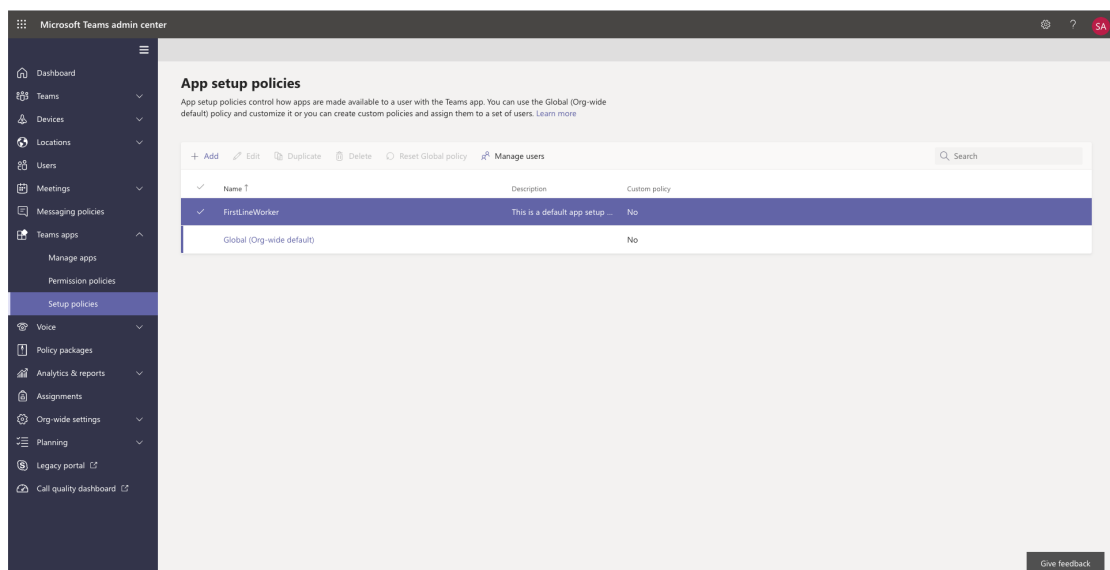 Microsoft Teams admin center
SA
Dashboard
Teams
Devices
Locations
Users
Meetings
Messaging policies
Teams apps
Manage apps
Permission policies
Setup policies
Voice
Policy packages
Analytics & reports
Assignments
Org-wide settings
Planning
Legacy portal
Call quality dashboard
App setup policies
App setup policies control how apps are made available to a user with the Teams app. You can use the Global (Org-wide
default) policy and customize it or you can create custom policies and assign them to a set of users. Learn more
+ Add Edit Duplicate Delete Reset Global policy Manage users Search
Name ↑ Description Custom policy
FirstLineWorker This is a default app setup ... No
Global (Org-wide default) No
Give feedback